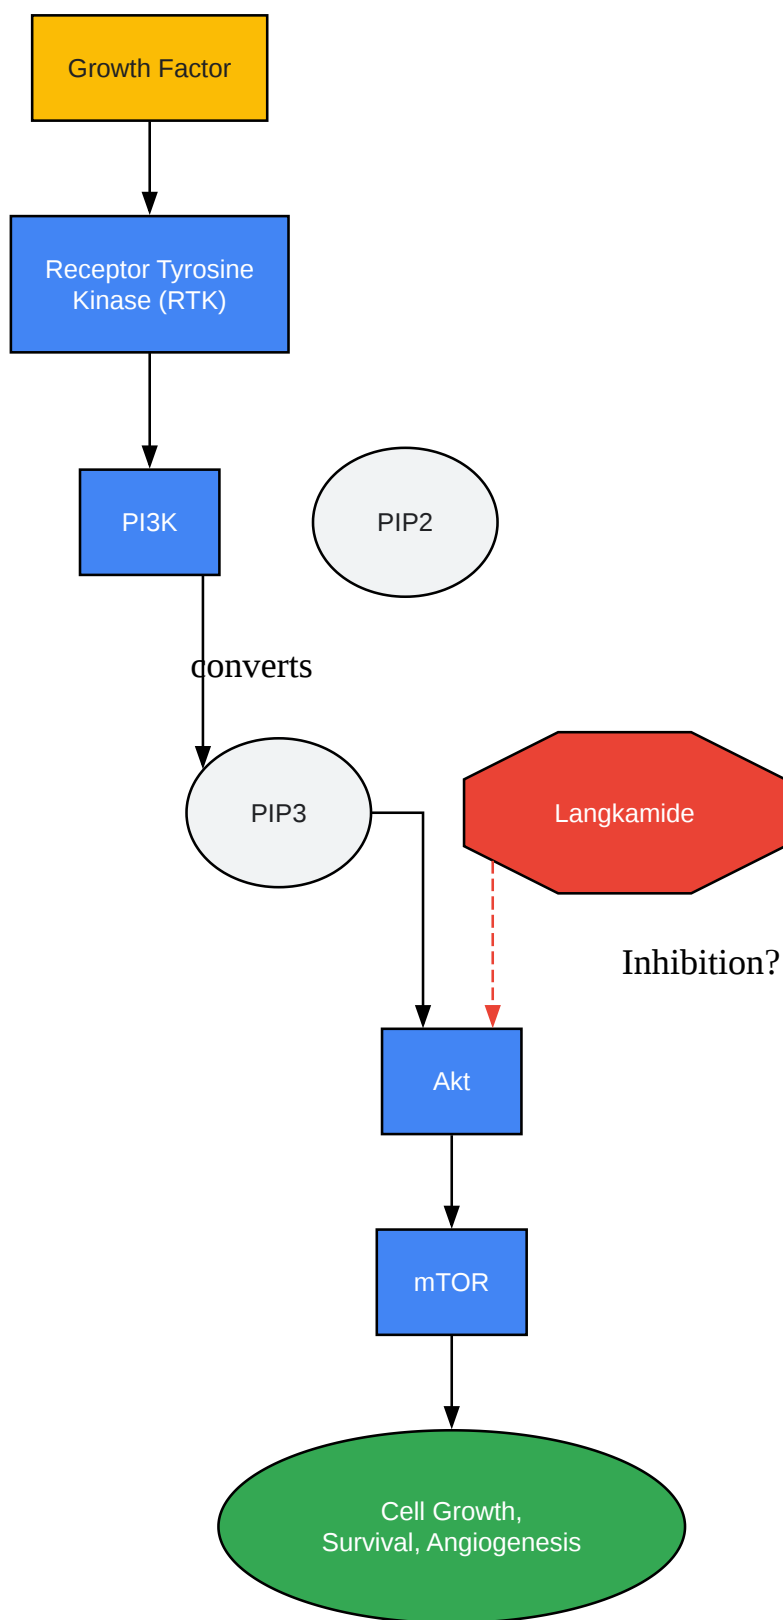 Growth Factor
Receptor Tyrosine
Kinase (RTK)
PI3K
PIP2
converts
PIP3
Langkamide
Inhibition?
Akt
mTOR
Cell Growth,
Survival, Angiogenesis